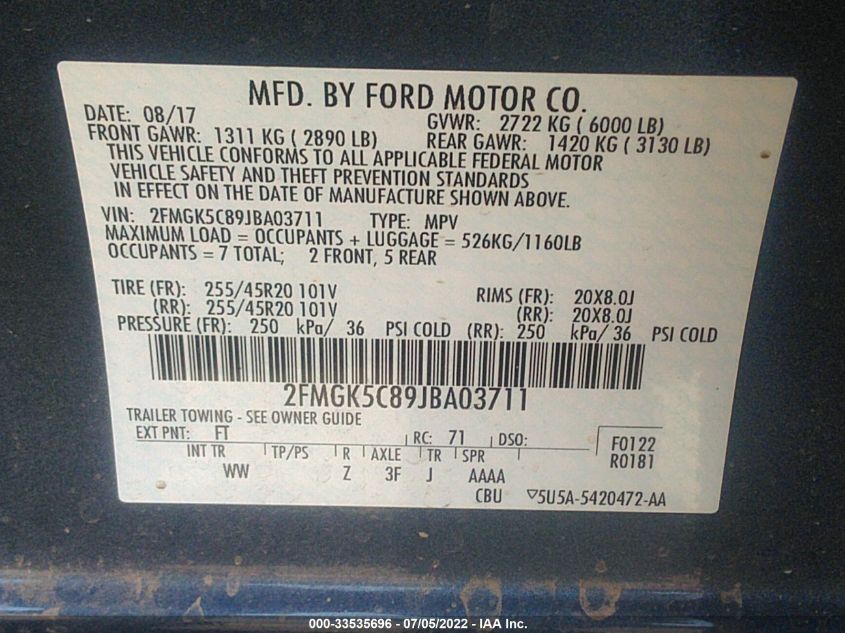 MFD. BY FORD MOTOR CO.
DATE: 08/17 GVWR: 2722 KG ( 6000 LB)
FRONT GAWR: 1311 KG ( 2890 LB) REAR GAWR: 1420 KG ( 3130 LB)
THIS VEHICLE CONFORMS TO ALL APPLICABLE FEDERAL MOTOR
VEHICLE SAFETY AND THEFT PREVENTION STANDARDS
IN EFFECT ON THE DATE OF MANUFACTURE SHOWN ABOVE.
VIN: 2FMGK5C89JBA03711 TYPE: MPV
MAXIMUM LOAD = OCCUPANTS + LUGGAGE = 526KG/1160LB
OCCUPANTS = 7 TOTAL; 2 FRONT, 5 REAR
TIRE (FR): 255/45R20 101V RIMS (FR): 20X8.0J
(RR): 255/45R20 101V (RR): 20X8.0J
PRESSURE (FR): 250 kPa/ 36 PSI COLD (RR): 250 kPa/ 36 PSI COLD
2FMGK5C89JBA03711
TRAILER TOWING - SEE OWNER GUIDE
EXT PNT: FT RC: 71 DSO: F0122
INT TR TP/PS R AXLE TR SPR R0181
WW Z 3F J AAAA
CBU ▽5U5A-5420472-AA
000-33535696 - 07/05/2022 - IAA Inc.